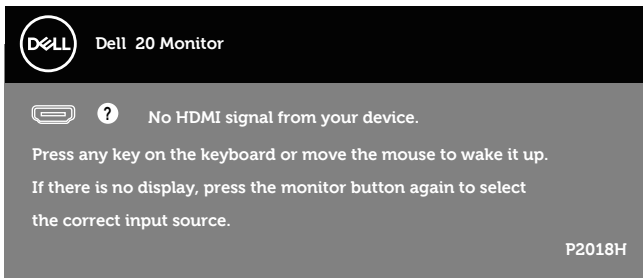 DELL
Dell 20 Monitor
? No HDMI signal from your device.
Press any key on the keyboard or move the mouse to wake it up.
If there is no display, press the monitor button again to select
the correct input source.
P2018H